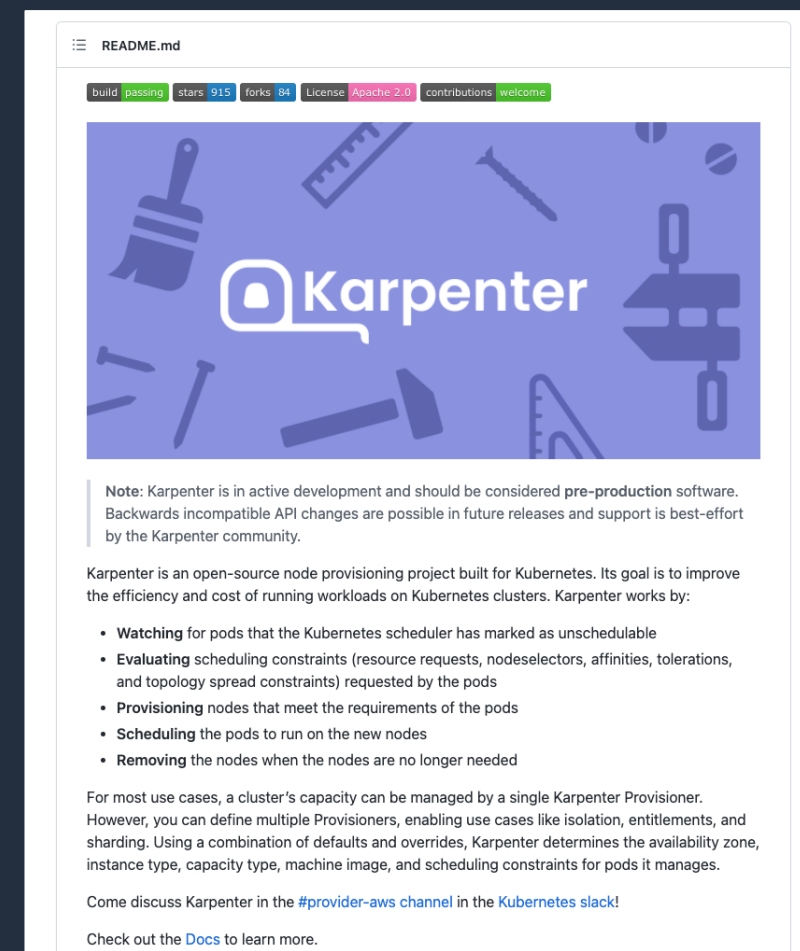 README.md
build passing stars 915 forks 84 License Apache 2.0 contributions welcome
Karpenter
Note: Karpenter is in active development and should be considered pre-production software.
Backwards incompatible API changes are possible in future releases and support is best-effort
by the Karpenter community.
Karpenter is an open-source node provisioning project built for Kubernetes. Its goal is to improve
the efficiency and cost of running workloads on Kubernetes clusters. Karpenter works by:
• Watching for pods that the Kubernetes scheduler has marked as unschedulable
• Evaluating scheduling constraints (resource requests, nodeselectors, affinities, tolerations,
and topology spread constraints) requested by the pods
• Provisioning nodes that meet the requirements of the pods
• Scheduling the pods to run on the new nodes
• Removing the nodes when the nodes are no longer needed
For most use cases, a cluster’s capacity can be managed by a single Karpenter Provisioner.
However, you can define multiple Provisioners, enabling use cases like isolation, entitlements, and
sharding. Using a combination of defaults and overrides, Karpenter determines the availability zone,
instance type, capacity type, machine image, and scheduling constraints for pods it manages.
Come discuss Karpenter in the #provider-aws channel in the Kubernetes slack!
Check out the Docs to learn more.